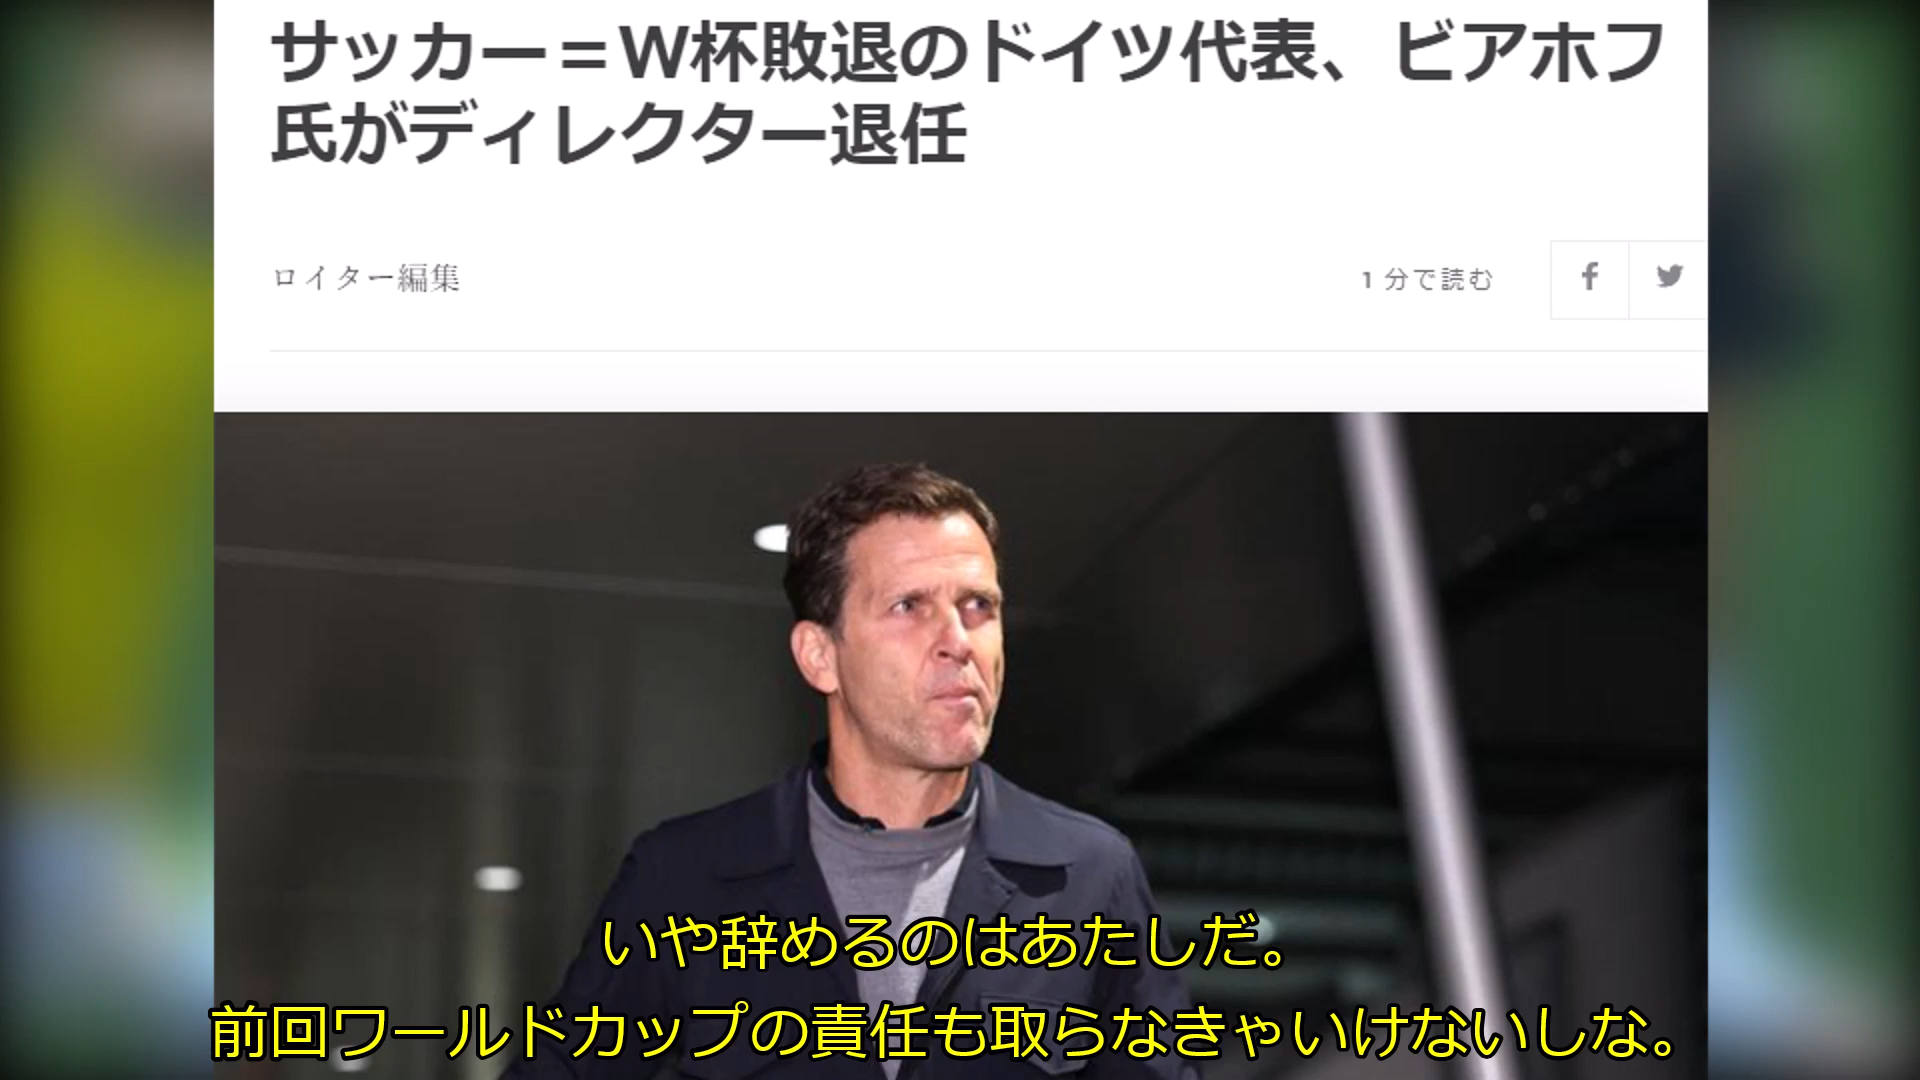 サッカー=W杯敗退のドイツ代表、ビアホフ
氏がディレクター退任
ロイター編集
1 分で読む
いや辞めるのはあたしだ。
前回ワールドカップの責任も取らなきゃいけないしな。